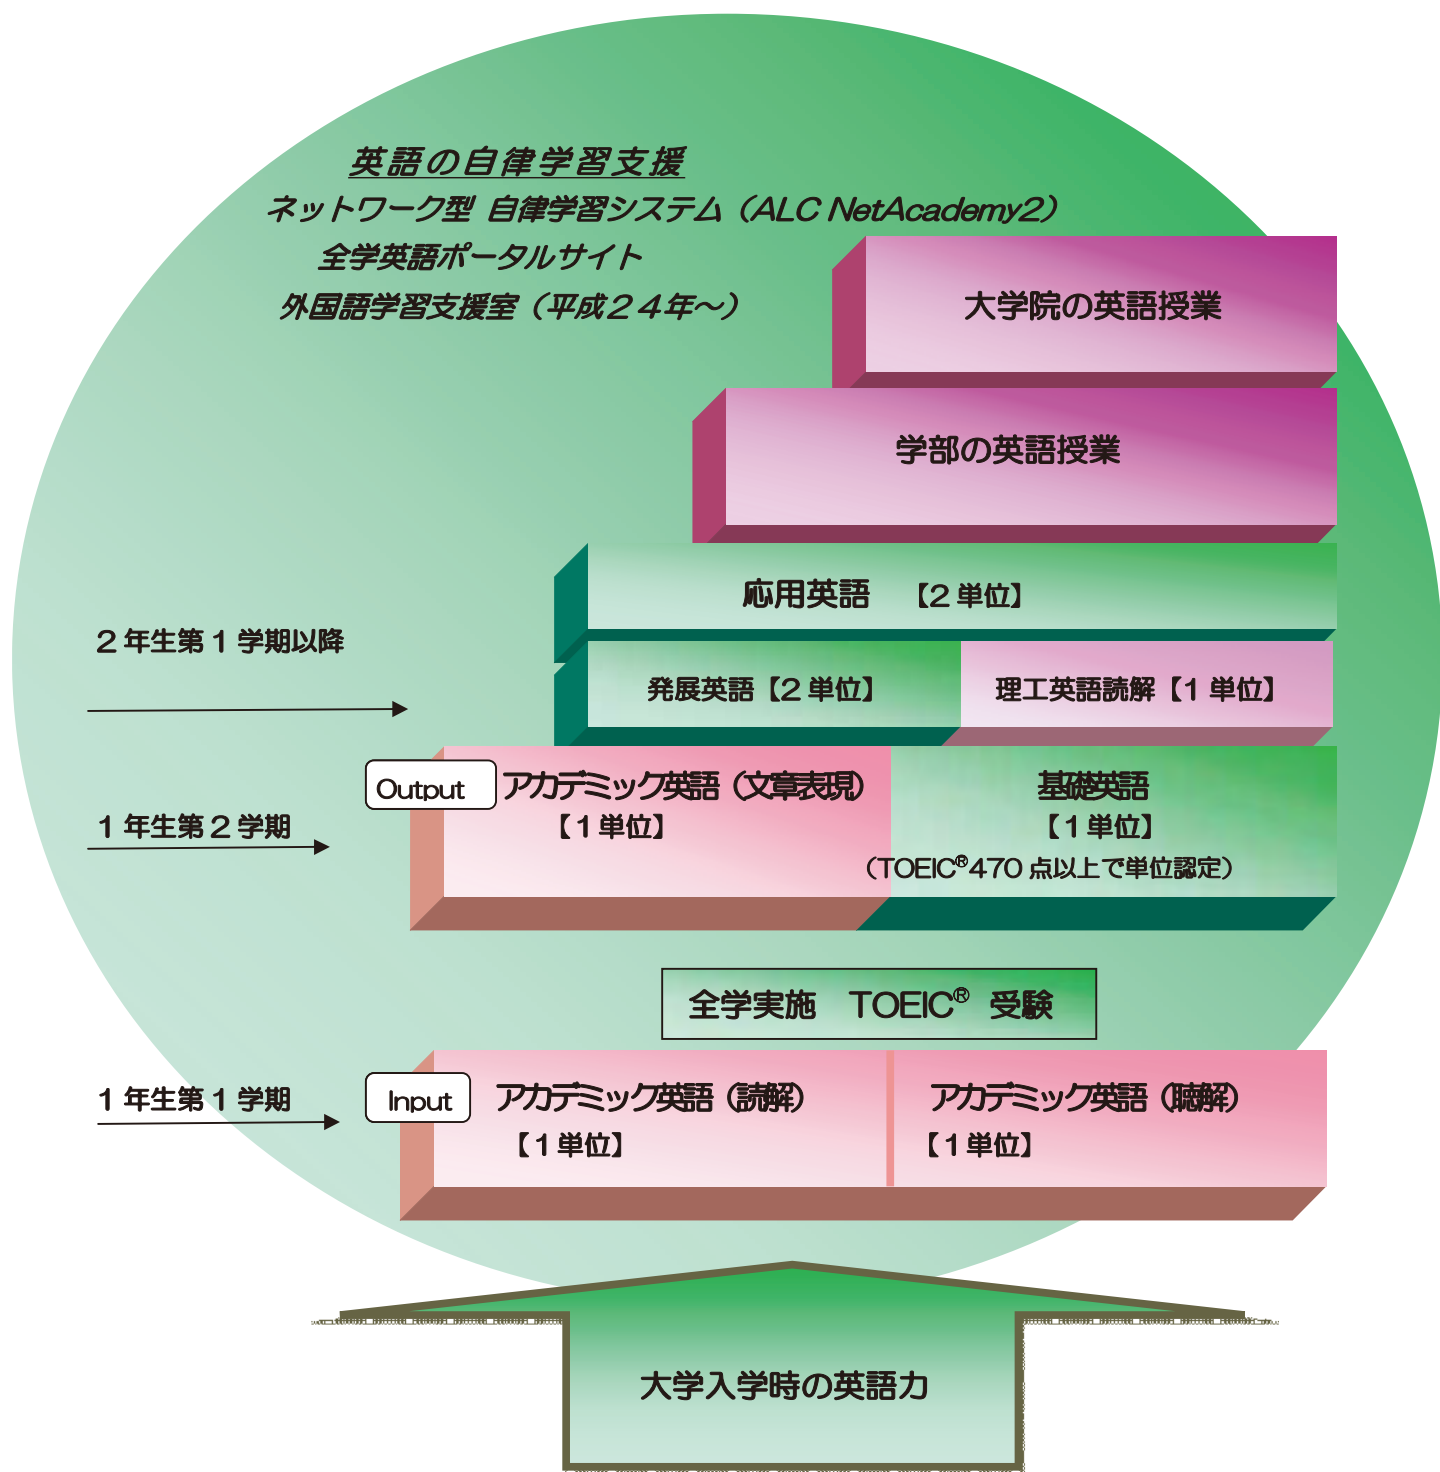 英語の自律学習支援
ネットワーク型 自律学習システム（ALC NetAcademy2）
全学英語ポータルサイト
外国語学習支援室（平成２４年～）
大学院の英語授業
学部の英語授業
応用英語 【2単位】
2年生第1学期以降
発展英語【2単位】
理工英語読解【1単位】
Output
アカデミック英語（文章表現）
【1単位】
基礎英語
【1単位】
（TOEIC®470点以上で単位認定）
1年生第2学期
全学実施 TOEIC® 受験
1年生第1学期
Input
アカデミック英語（読解）
【1単位】
アカデミック英語（聴解）
【1単位】
大学入学時の英語力